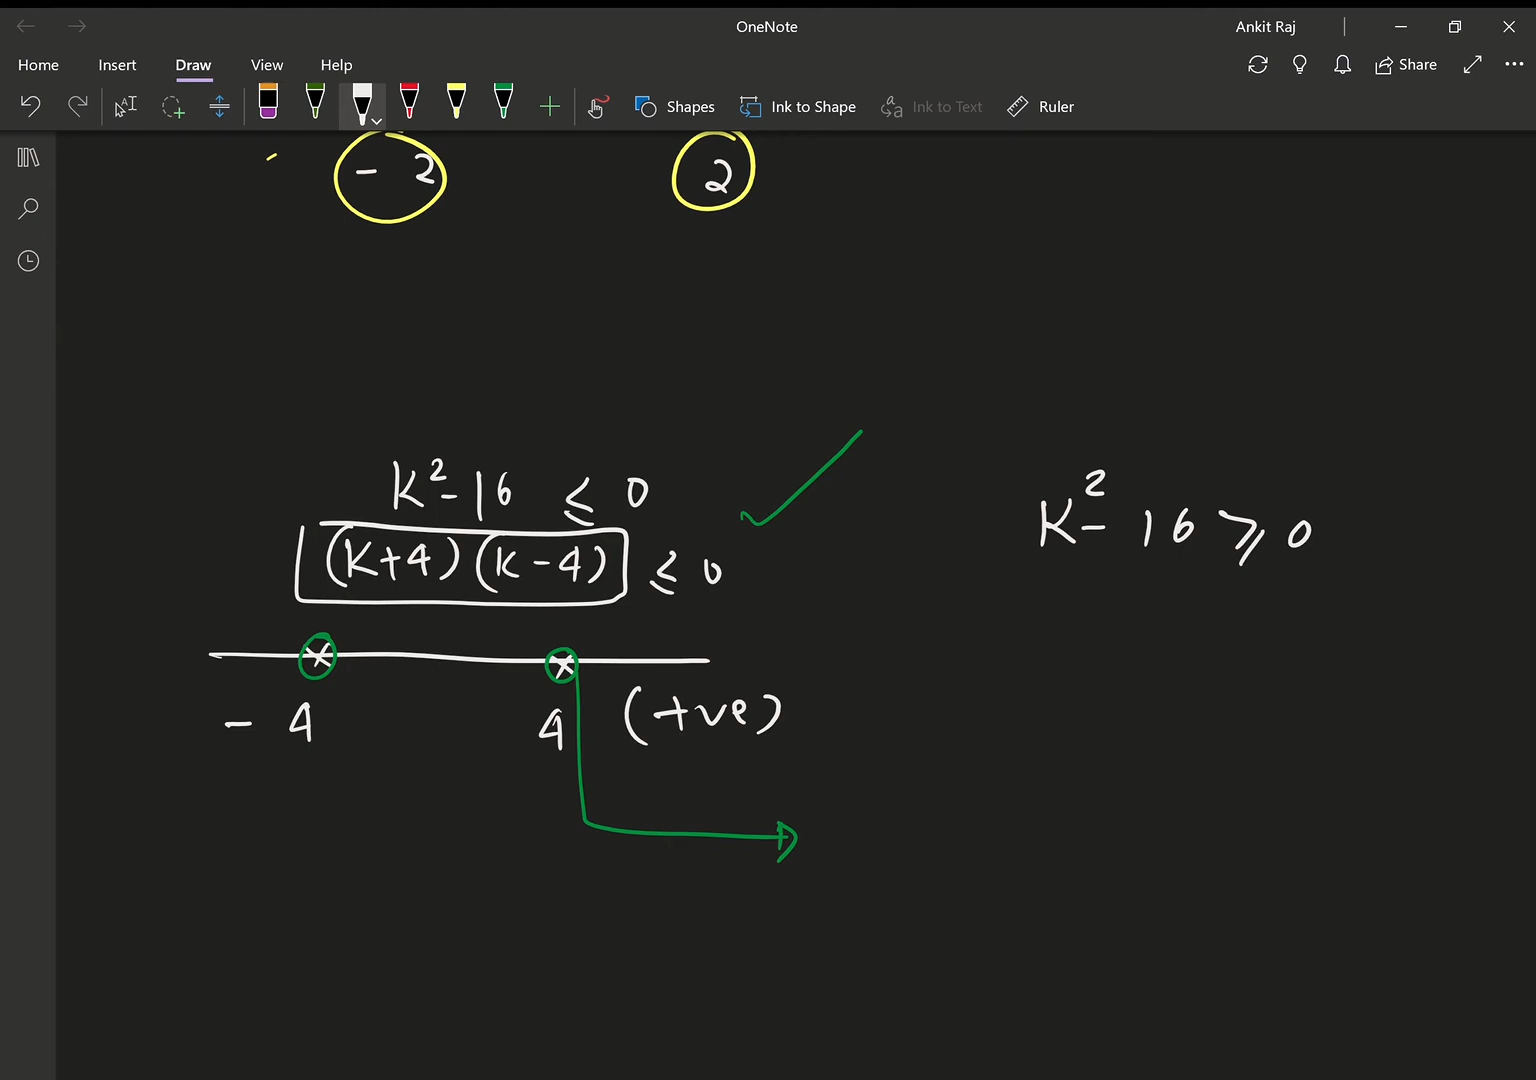 OneNote
Ankit Raj
Home Insert Draw View Help
Share
Shapes Ink to Shape Ink to Text Ruler
- 2 2
K²-16 ≤ 0
(K+4)(K-4) ≤ 0
K²- 16 ≥ 0
- 4 4 (+ve)